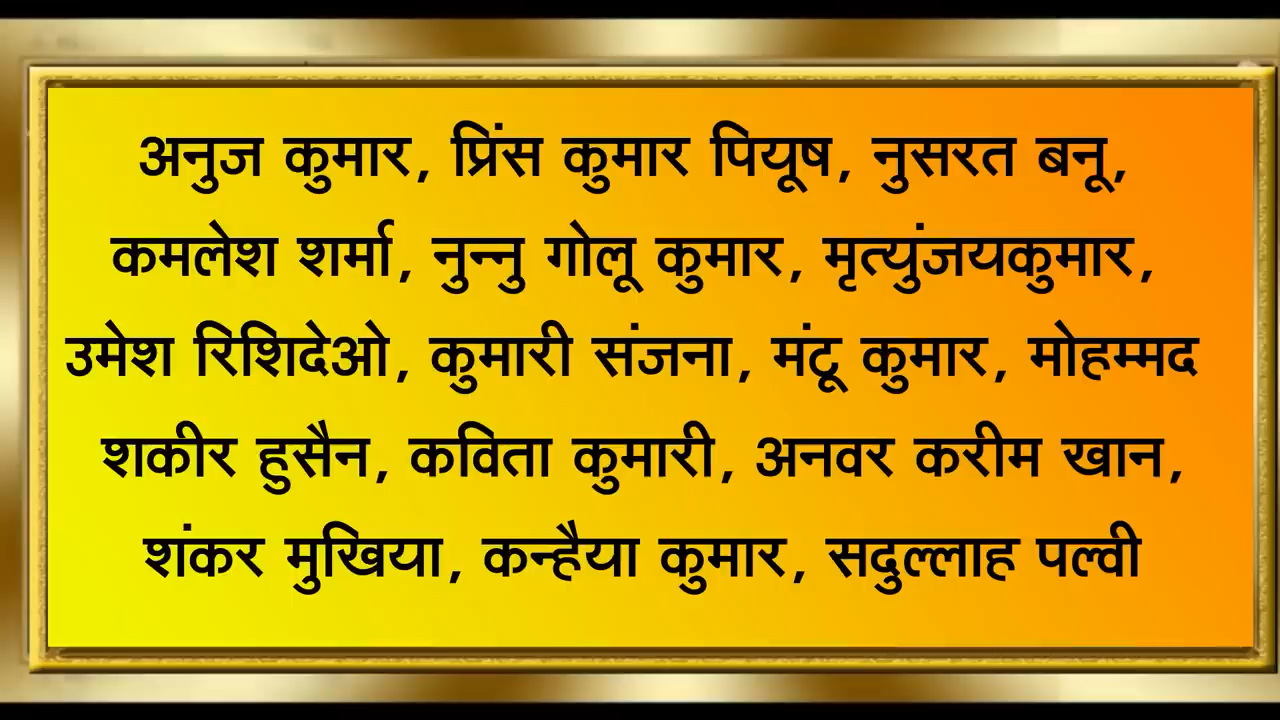 अनुज कुमार, प्रिंस कुमार पियूष, नुसरत बनू,
कमलेश शर्मा, नुन्नु गोलू कुमार, मृत्युंजयकुमार,
उमेश रिशिदेओ, कुमारी संजना, मंटू कुमार, मोहम्मद
शकीर हुसैन, कविता कुमारी, अनवर करीम खान,
शंकर मुखिया, कन्हैया कुमार, सदुल्लाह पल्वी